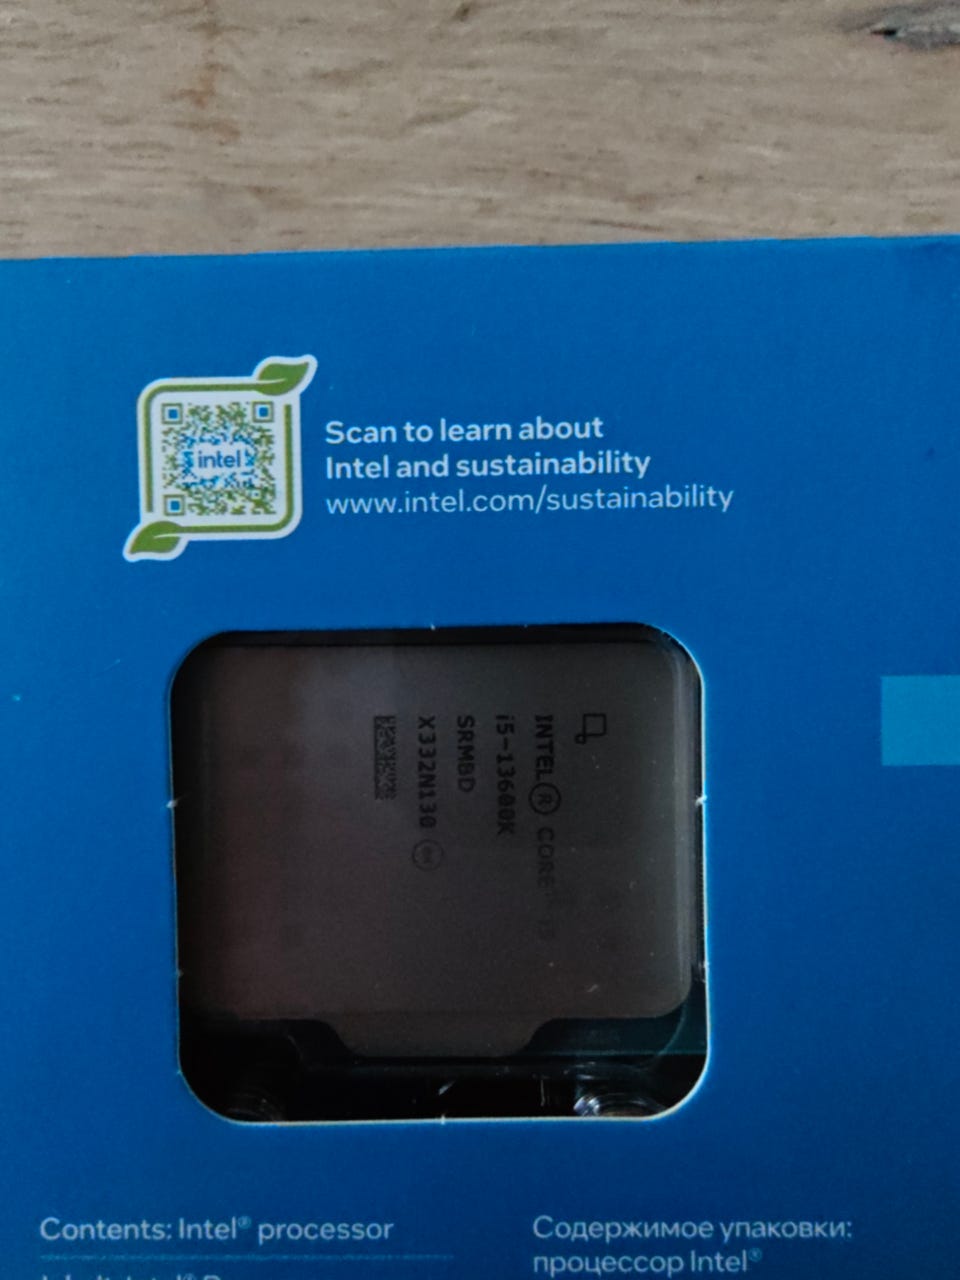 intel
Scan to learn about
Intel and sustainability
www.intel.com/sustainability
INTEL® CORE™ i5
i5-13600K
SRMBD
X332N130
Contents: Intel® processor
Содержимое упаковки:
процессор Intel®